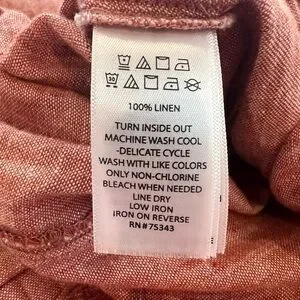 30
100% LINEN
TURN INSIDE OUT
MACHINE WASH COOL
-DELICATE CYCLE
WASH WITH LIKE COLORS
ONLY NON-CHLORINE
BLEACH WHEN NEEDED
LINE DRY
LOW IRON
IRON ON REVERSE
RN#75343